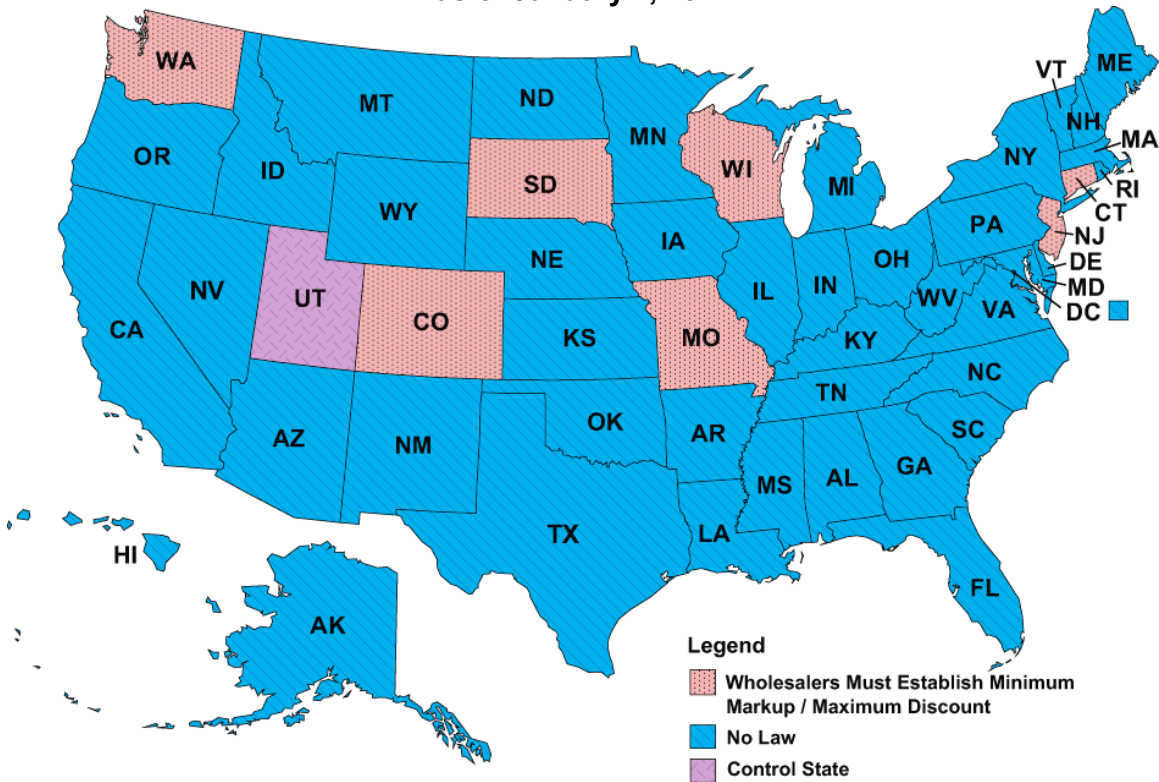 WA
MT
ND
MN
VT
ME
NH
MA
OR
ID
SD
WI
MI
NY
RI
CT
WY
PA
NJ
IA
NE
OH
DE
MD
NV
UT
IL
IN
WV
VA
DC
CA
CO
KS
MO
KY
NC
TN
AZ
NM
OK
AR
SC
MS
AL
GA
TX
LA
HI
FL
AK
Legend
Wholesalers Must Establish Minimum
Markup / Maximum Discount
No Law
Control State